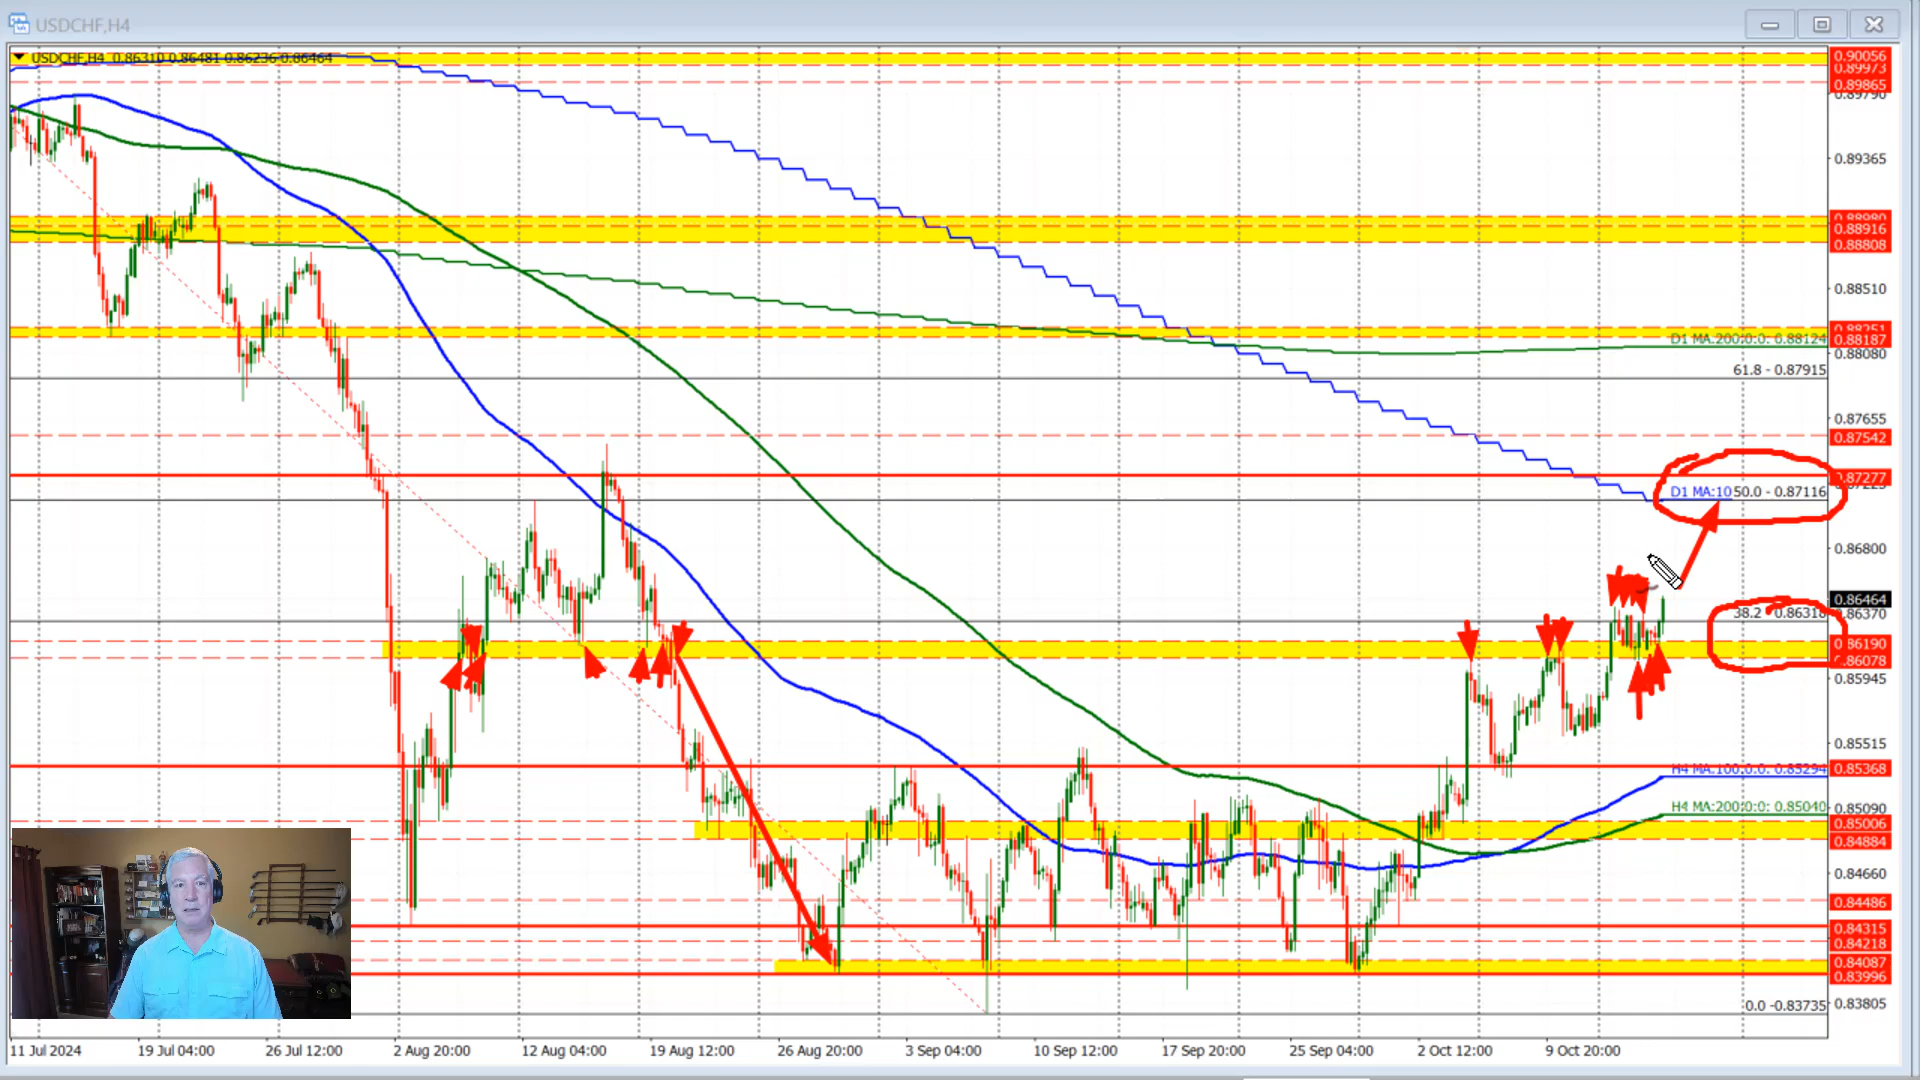 USDCHF,H4
USDCHF,H4 0.86310 0.86481 0.86236 0.86464
0.90056
0.89973
0.89865
0.89790
0.89365
0.88980
0.88916
0.88808
0.88510
0.88251
D1 MA:200:0:0: 0.88124
0.88187
0.88080
61.8 - 0.87915
0.87655
0.87542
0.87277
D1 MA:10
50.0 - 0.87116
0.86800
0.86464
38.2 - 0.86318
0.86370
0.86190
0.86078
0.85945
0.85515
H4 MA:100:0:0: 0.85294
0.85368
H4 MA:200:0:0: 0.85040
0.85090
0.85006
0.84884
0.84660
0.84486
0.84315
0.84218
0.84087
0.83996
0.0 -0.83735
0.83805
11 Jul 2024
19 Jul 04:00
26 Jul 12:00
2 Aug 20:00
12 Aug 04:00
19 Aug 12:00
26 Aug 20:00
3 Sep 04:00
10 Sep 12:00
17 Sep 20:00
25 Sep 04:00
2 Oct 12:00
9 Oct 20:00